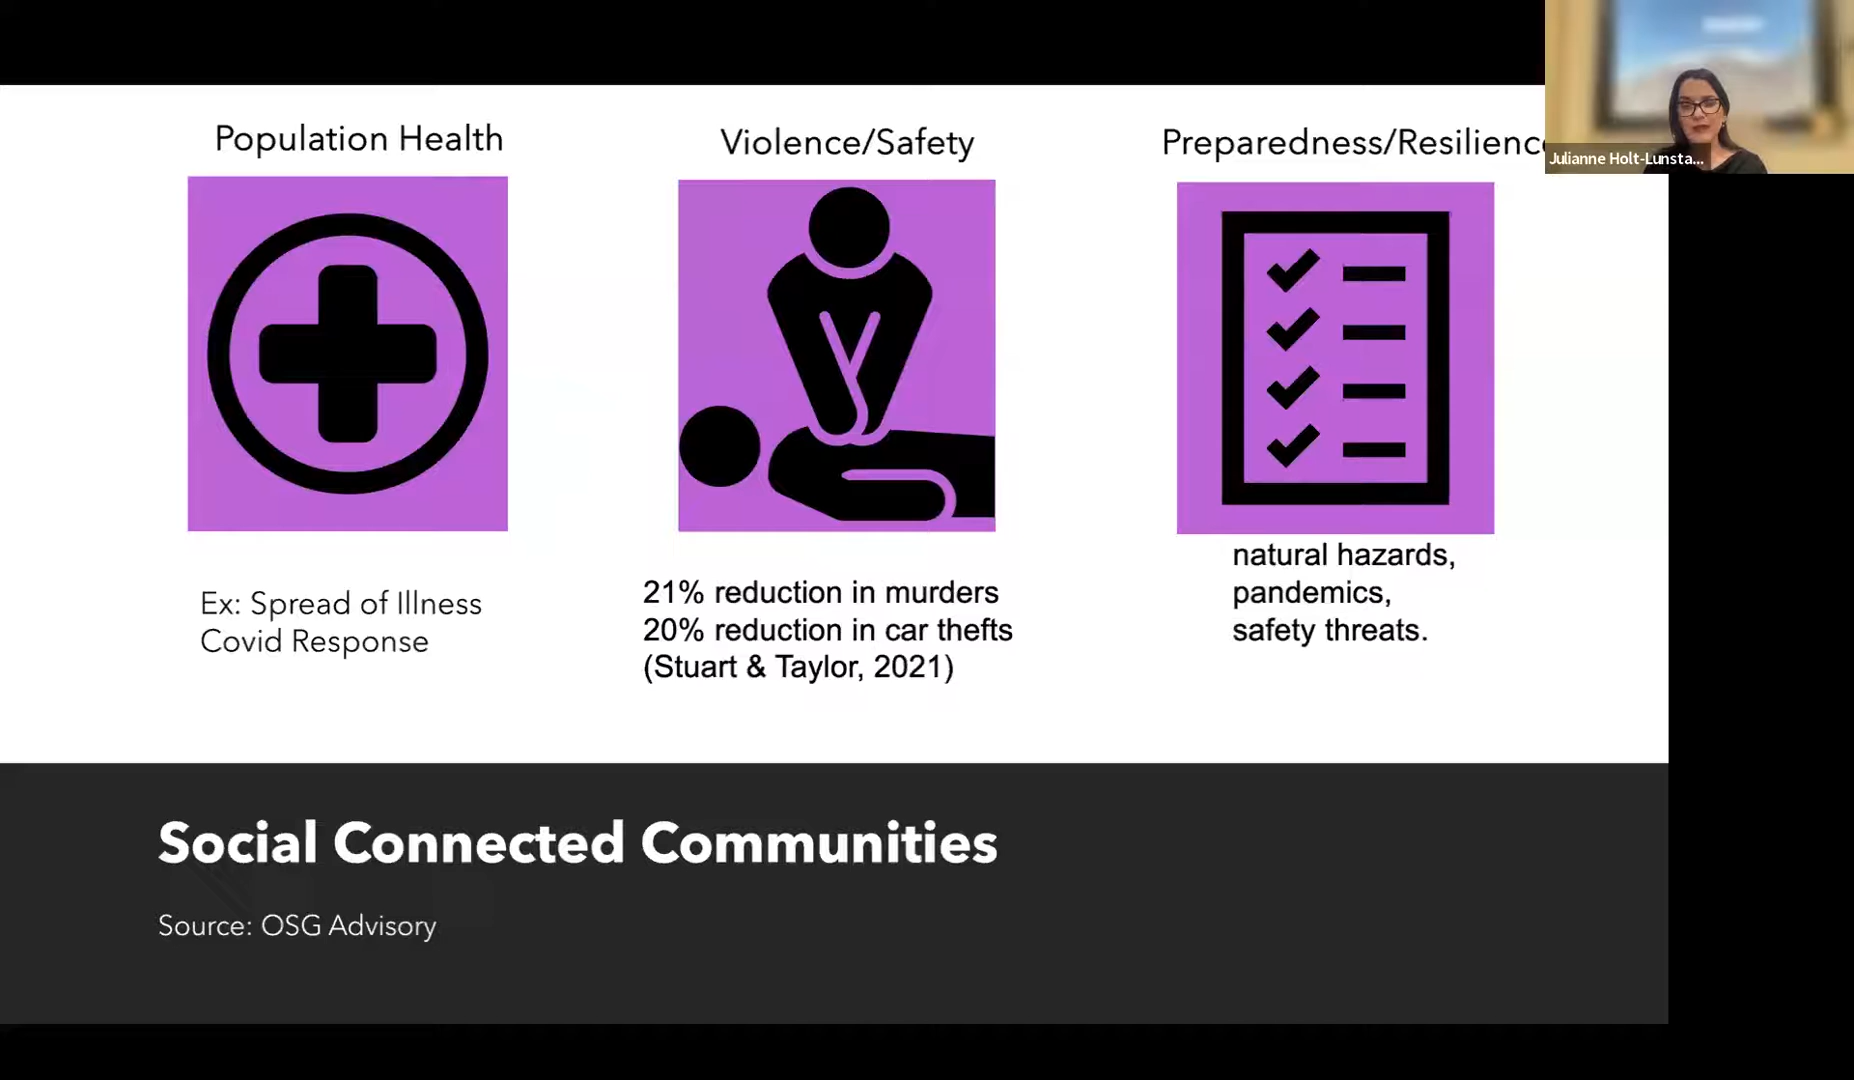 Population Health
Violence/Safety
Preparedness/Resilience
Julianne Holt-Lunsta...
Ex: Spread of Illness
Covid Response
21% reduction in murders
20% reduction in car thefts
(Stuart & Taylor, 2021)
natural hazards,
pandemics,
safety threats.
Social Connected Communities
Source: OSG Advisory